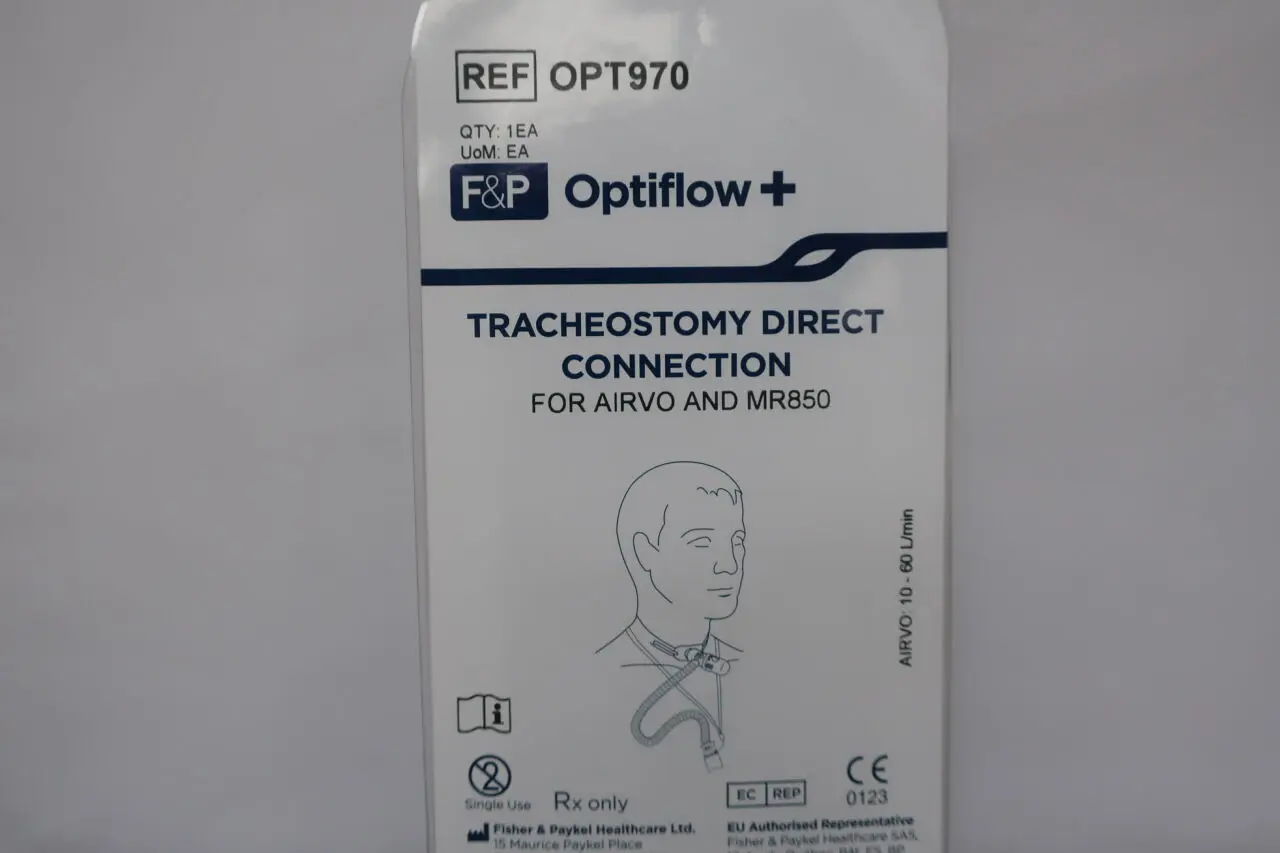 REF OPT970
QTY: 1EA
UoM: EA
F&P Optiflow +
TRACHEOSTOMY DIRECT
CONNECTION
FOR AIRVO AND MR850
AIRVO: 10 - 60 L/min
i
2
Single Use
Rx only
EC REP
CE
0123
Fisher & Paykel Healthcare Ltd.
15 Maurice Paykel Place
EU Authorised Representative
Fisher & Paykel Healthcare SAS,